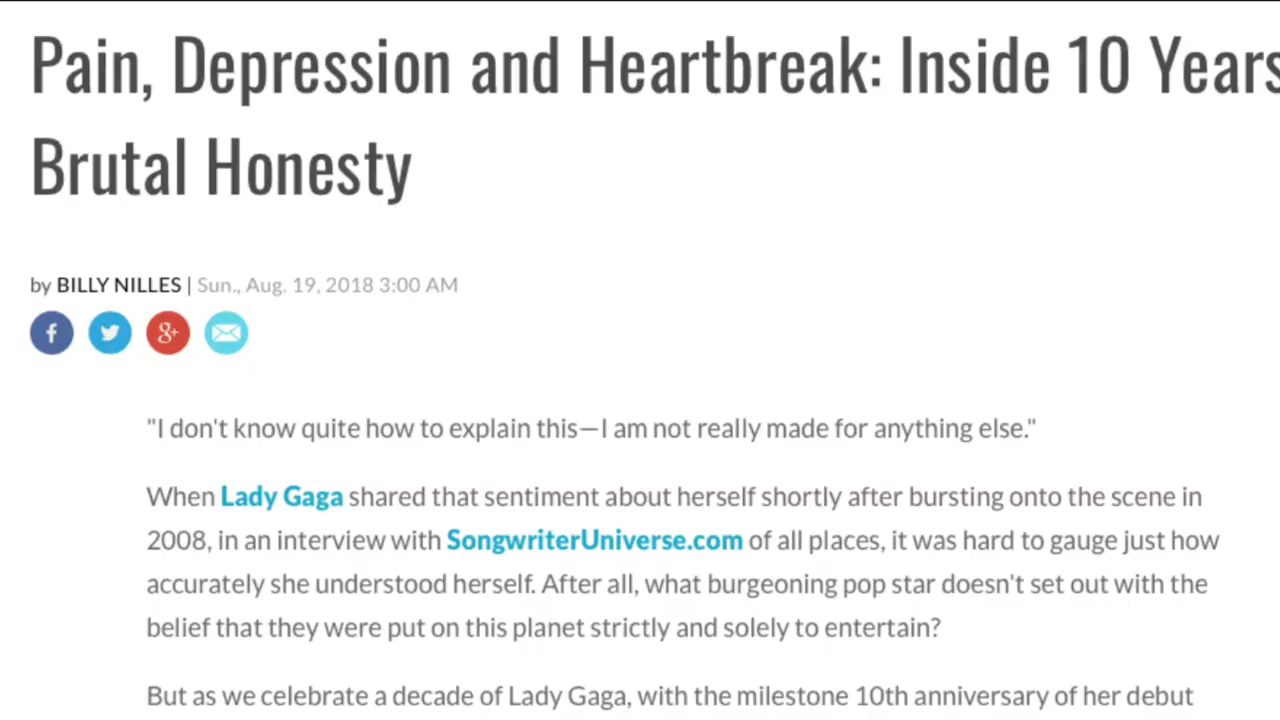 Pain, Depression and Heartbreak: Inside 10 Years
Brutal Honesty
by BILLY NILLES | Sun., Aug. 19, 2018 3:00 AM
"I don't know quite how to explain this—I am not really made for anything else."
When Lady Gaga shared that sentiment about herself shortly after bursting onto the scene in
2008, in an interview with SongwriterUniverse.com of all places, it was hard to gauge just how
accurately she understood herself. After all, what burgeoning pop star doesn't set out with the
belief that they were put on this planet strictly and solely to entertain?
But as we celebrate a decade of Lady Gaga, with the milestone 10th anniversary of her debut